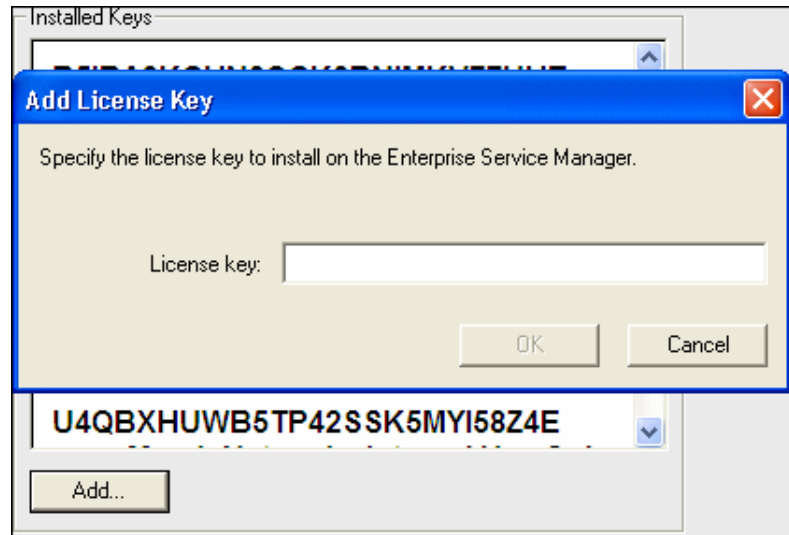 Installed Keys
Add License Key
Specify the license key to install on the Enterprise Service Manager.
License key:
OK
Cancel
U4QBXHUWB5TP42SSK5MYI58Z4E
Add...